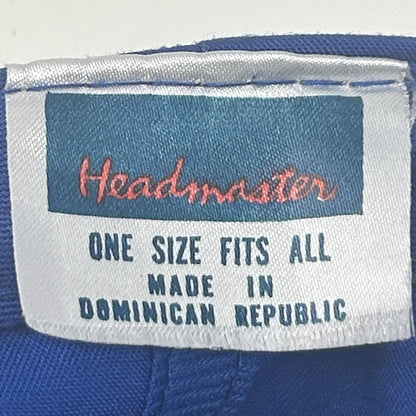 Headmaster
ONE SIZE FITS ALL
MADE IN
DOMINICAN REPUBLIC